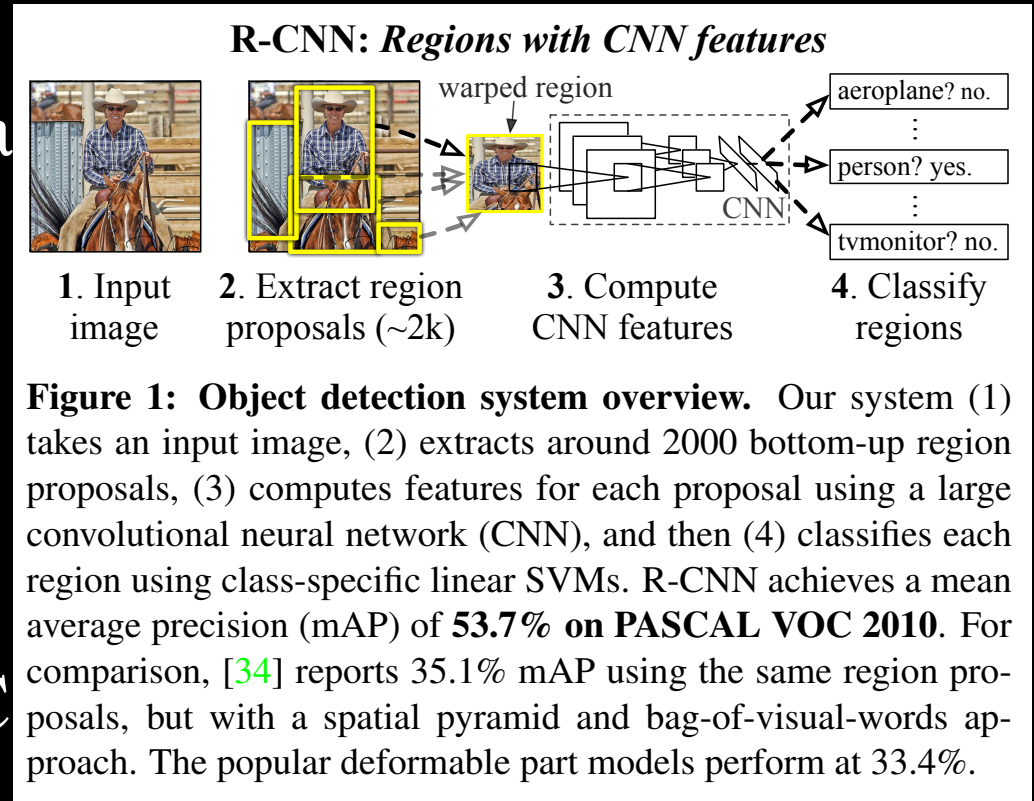 R-CNN: Regions with CNN features
warped region
aeroplane? no.
person? yes.
CNN
tvmonitor? no.
1. Input
image
2. Extract region
proposals (~2k)
3. Compute
CNN features
4. Classify
regions
Figure 1: Object detection system overview. Our system (1)
takes an input image, (2) extracts around 2000 bottom-up region
proposals, (3) computes features for each proposal using a large
convolutional neural network (CNN), and then (4) classifies each
region using class-specific linear SVMs. R-CNN achieves a mean
average precision (mAP) of 53.7% on PASCAL VOC 2010. For
comparison, [34] reports 35.1% mAP using the same region pro-
posals, but with a spatial pyramid and bag-of-visual-words ap-
proach. The popular deformable part models perform at 33.4%.